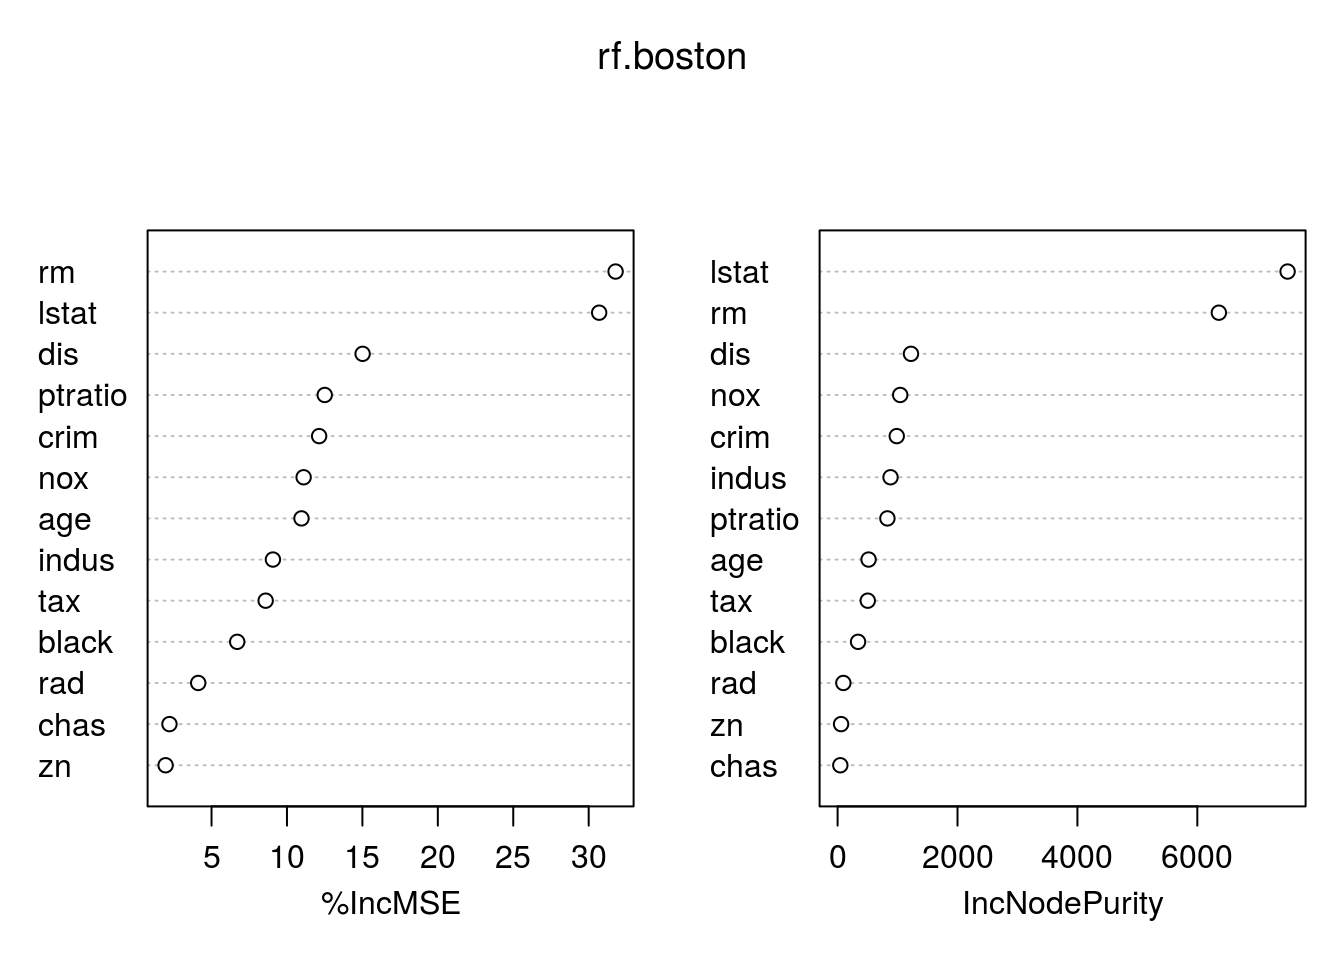 rf.boston
rm
lstat
dis
ptratio
crim
nox
age
indus
tax
black
rad
chas
zn
5 10 15 20 25 30
%IncMSE
lstat
rm
dis
nox
crim
indus
ptratio
age
tax
black
rad
zn
chas
0 2000 4000 6000
IncNodePurity